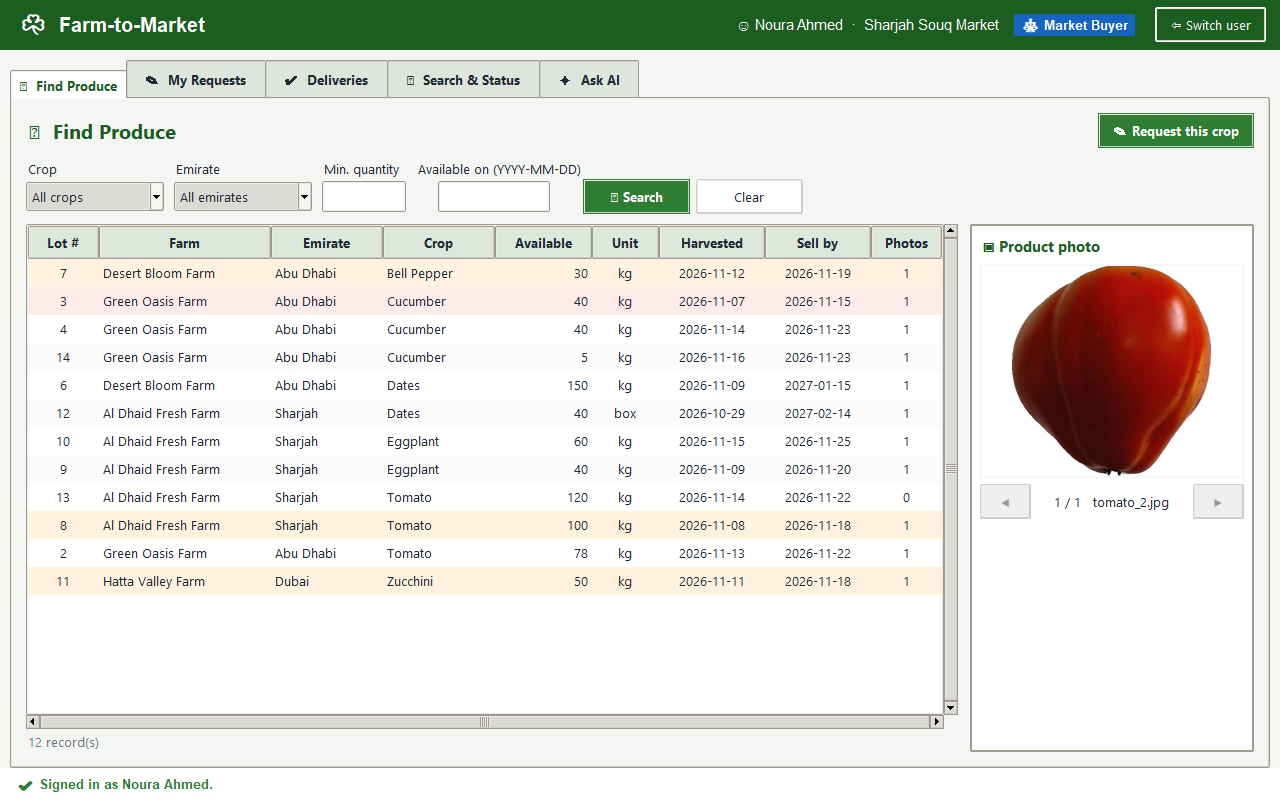 Farm-to-Market
Noura Ahmed · Sharjah Souq Market
Market Buyer
Switch user
Find Produce
My Requests
Deliveries
Search & Status
Ask AI
Find Produce
Request this crop
Crop
Emirate
Min. quantity
Available on (YYYY-MM-DD)
All crops
All emirates
Search
Clear
Lot # Farm Emirate Crop Available Unit Harvested Sell by Photos
7 Desert Bloom Farm Abu Dhabi Bell Pepper 30 kg 2026-11-12 2026-11-19 1
3 Green Oasis Farm Abu Dhabi Cucumber 40 kg 2026-11-07 2026-11-15 1
4 Green Oasis Farm Abu Dhabi Cucumber 40 kg 2026-11-14 2026-11-23 1
14 Green Oasis Farm Abu Dhabi Cucumber 5 kg 2026-11-16 2026-11-23 1
6 Desert Bloom Farm Abu Dhabi Dates 150 kg 2026-11-09 2027-01-15 1
12 Al Dhaid Fresh Farm Sharjah Dates 40 box 2026-10-29 2027-02-14 1
10 Al Dhaid Fresh Farm Sharjah Eggplant 60 kg 2026-11-15 2026-11-25 1
9 Al Dhaid Fresh Farm Sharjah Eggplant 40 kg 2026-11-09 2026-11-20 1
13 Al Dhaid Fresh Farm Sharjah Tomato 120 kg 2026-11-14 2026-11-22 0
8 Al Dhaid Fresh Farm Sharjah Tomato 100 kg 2026-11-08 2026-11-18 1
2 Green Oasis Farm Abu Dhabi Tomato 78 kg 2026-11-13 2026-11-22 1
11 Hatta Valley Farm Dubai Zucchini 50 kg 2026-11-11 2026-11-18 1
12 record(s)
Product photo
1 / 1 tomato_2.jpg
Signed in as Noura Ahmed.